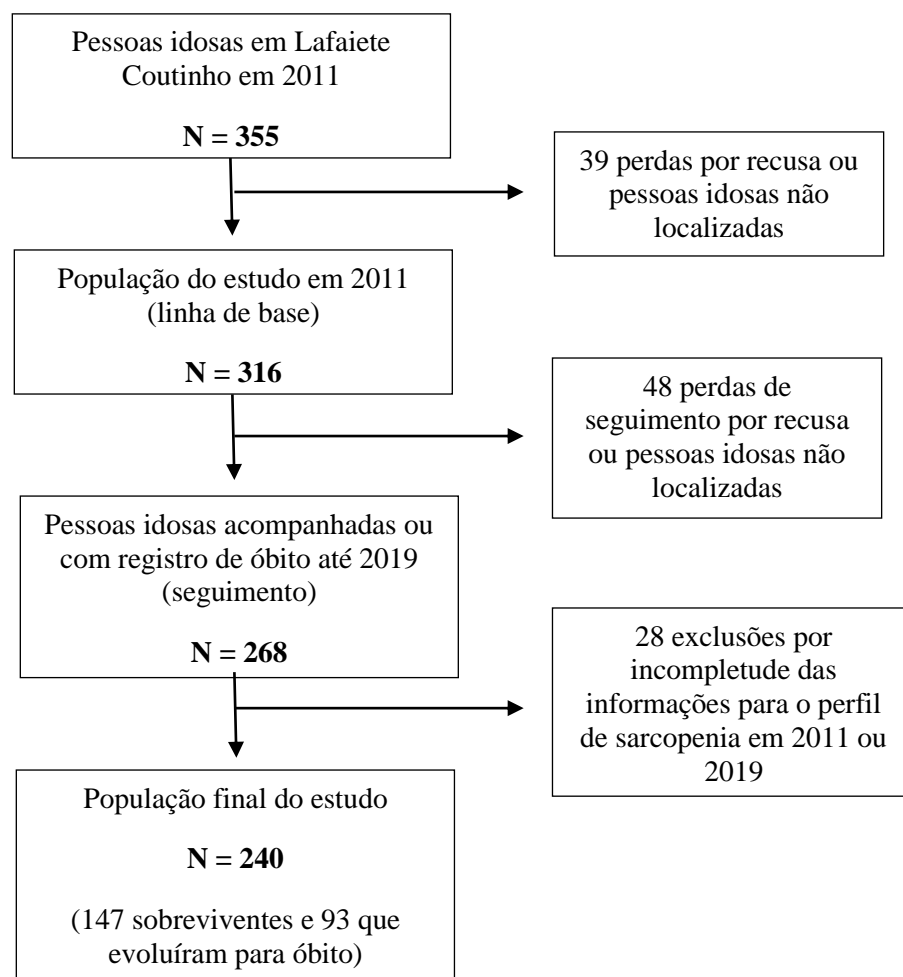 Pessoas idosas em Lafaiete
Coutinho em 2011
N = 355
39 perdas por recusa ou
pessoas idosas não
localizadas
População do estudo em 2011
(linha de base)
N = 316
48 perdas de
seguimento por recusa
ou pessoas idosas não
localizadas
Pessoas idosas acompanhadas ou
com registro de óbito até 2019
(seguimento)
N = 268
28 exclusões por
incompletude das
informações para o perfil
de sarcopenia em 2011 ou
2019
População final do estudo
N = 240
(147 sobreviventes e 93 que
evoluíram para óbito)